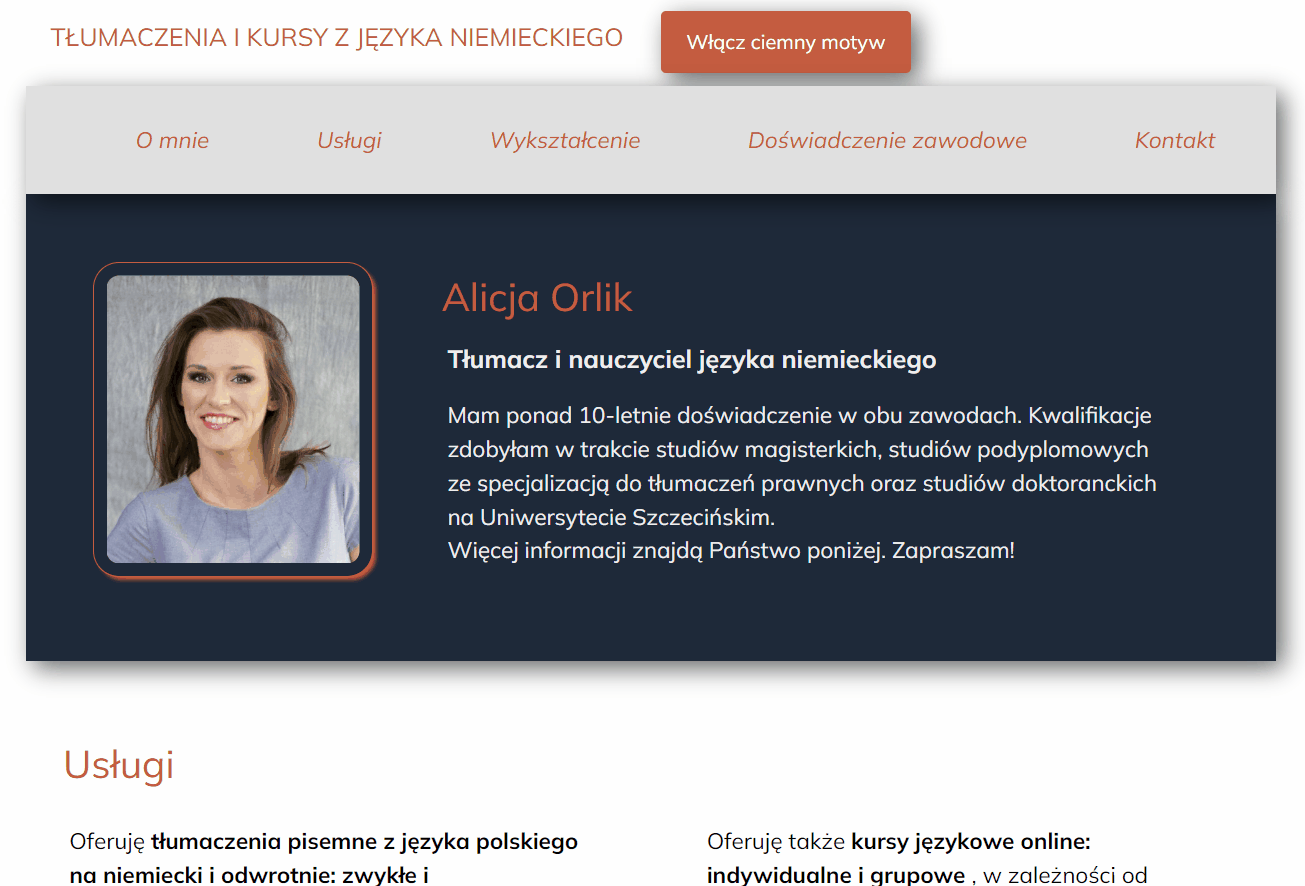 TŁUMACZENIA I KURSY Z JĘZYKA NIEMIECKIEGO
Włącz ciemny motyw
O mnie
Usługi
Wykształcenie
Doświadczenie zawodowe
Kontakt
Alicja Orlik
Tłumacz i nauczyciel języka niemieckiego
Mam ponad 10-letnie doświadczenie w obu zawodach. Kwalifikacje
zdobyłam w trakcie studiów magisterkich, studiów podyplomowych
ze specjalizacją do tłumaczeń prawnych oraz studiów doktoranckich
na Uniwersytecie Szczecińskim.
Więcej informacji znajdą Państwo poniżej. Zapraszam!
Usługi
Oferuję tłumaczenia pisemne z języka polskiego
na niemiecki i odwrotnie: zwykłe i
Oferuję także kursy językowe online:
indywidualne i grupowe , w zależności od